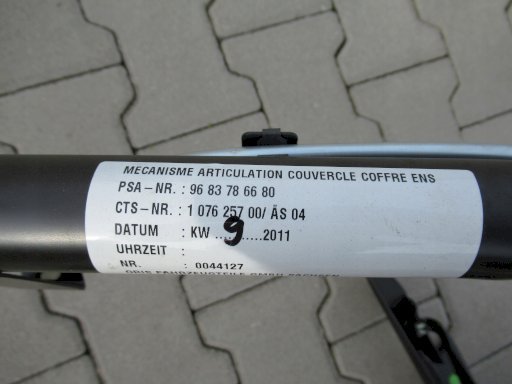 MECANISME ARTICULATION COUVERCLE COFFRE ENS
PSA-NR. : 96 83 78 66 80
CTS-NR. : 1 076 257 00/ ÄS 04
DATUM : KW ...9......2011
UHRZEIT :
NR. : 0044127